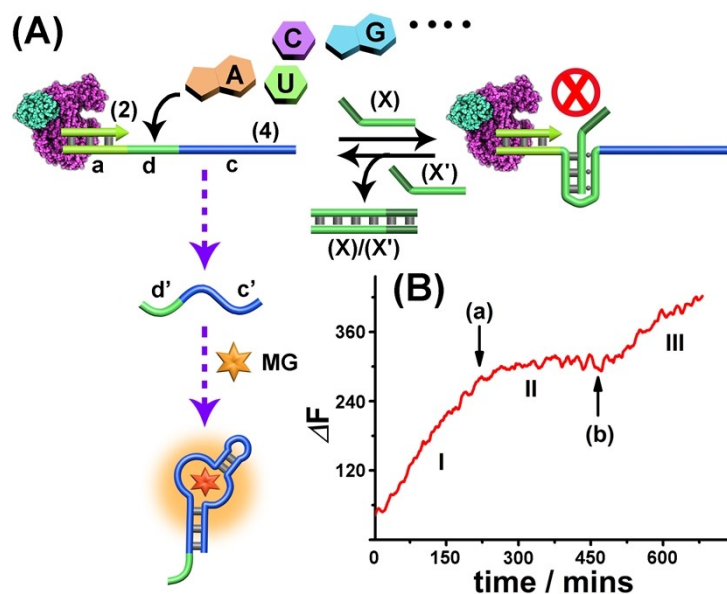 (A)
C
G
A
U
(2)
(4)
a
d
c
(X)
(X')
(X)/(X')
X
d'
c'
MG
(B)
(a)
(b)
I
II
III
360
240
120
ΔF
0
150
300
450
600
time / mins